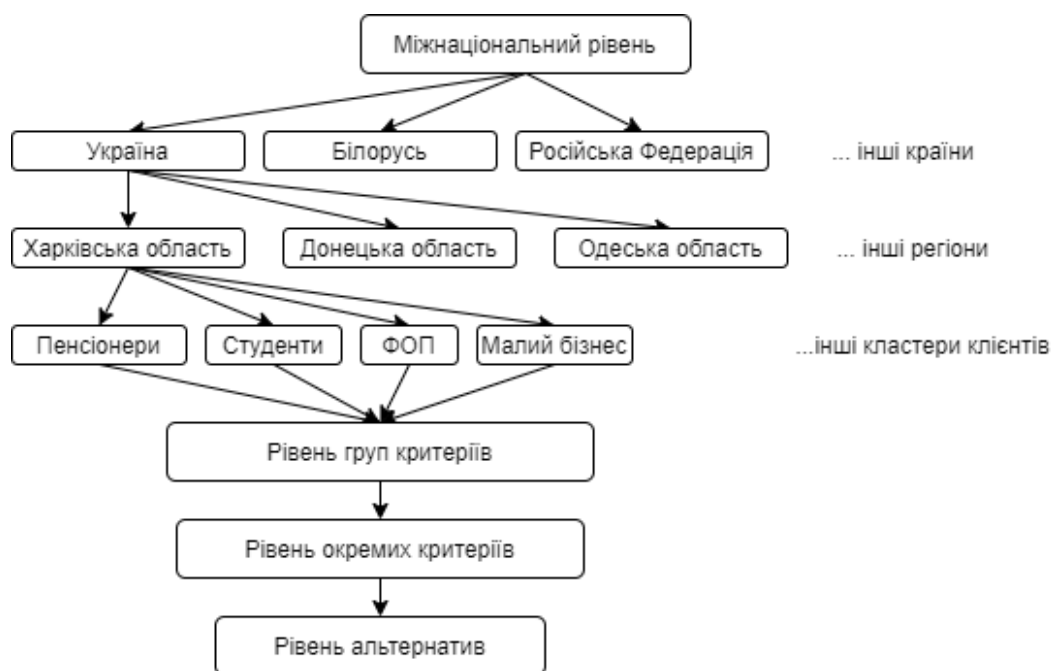 Міжнаціональний рівень
Україна
Білорусь
Російська Федерація
... інші країни
Харківська область
Донецька область
Одеська область
... інші регіони
Пенсіонери
Студенти
ФОП
Малий бізнес
...інші кластери клієнтів
Рівень груп критеріїв
Рівень окремих критеріїв
Рівень альтернатив